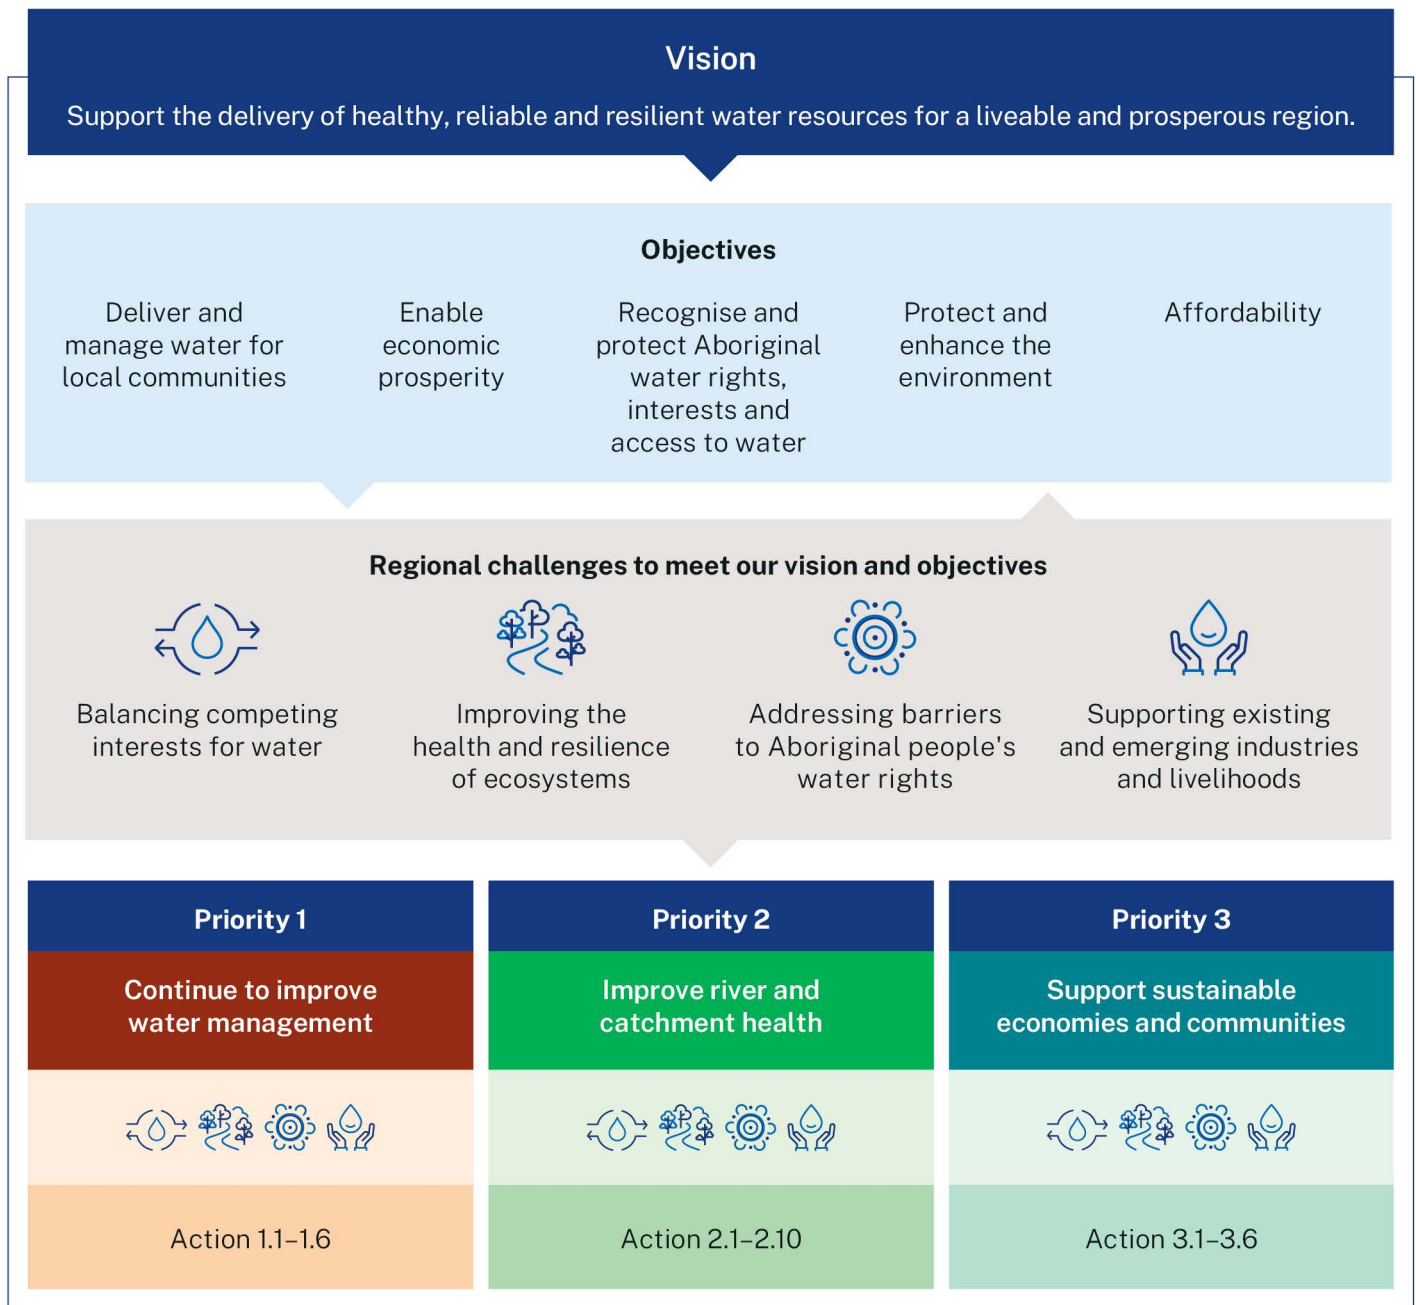 Vision
Support the delivery of healthy, reliable and resilient water resources for a liveable and prosperous region.
Objectives
Deliver and
manage water for
local communities
Enable
economic
prosperity
Recognise and
protect Aboriginal
water rights,
interests and
access to water
Protect and
enhance the
environment
Affordability
Regional challenges to meet our vision and objectives
Balancing competing
interests for water
Improving the
health and resilience
of ecosystems
Addressing barriers
to Aboriginal people's
water rights
Supporting existing
and emerging industries
and livelihoods
Priority 1
Continue to improve
water management
Action 1.1–1.6
Priority 2
Improve river and
catchment health
Action 2.1–2.10
Priority 3
Support sustainable
economies and communities
Action 3.1–3.6